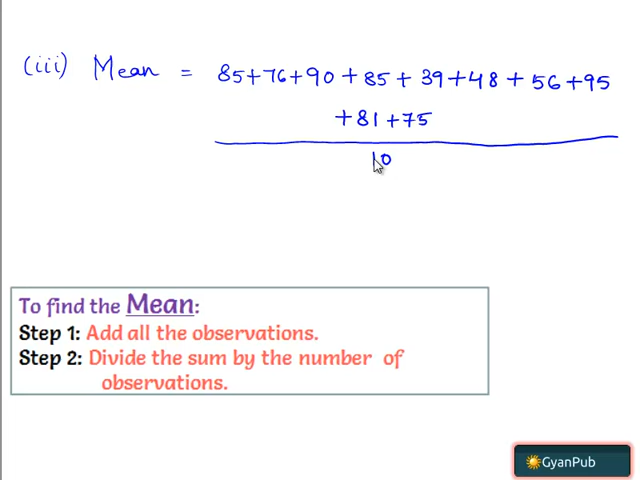 (iii) Mean = 85+76+90+85+39+48+56+95
+81+75
10
To find the Mean:
Step 1: Add all the observations.
Step 2: Divide the sum by the number of
observations.
GyanPub